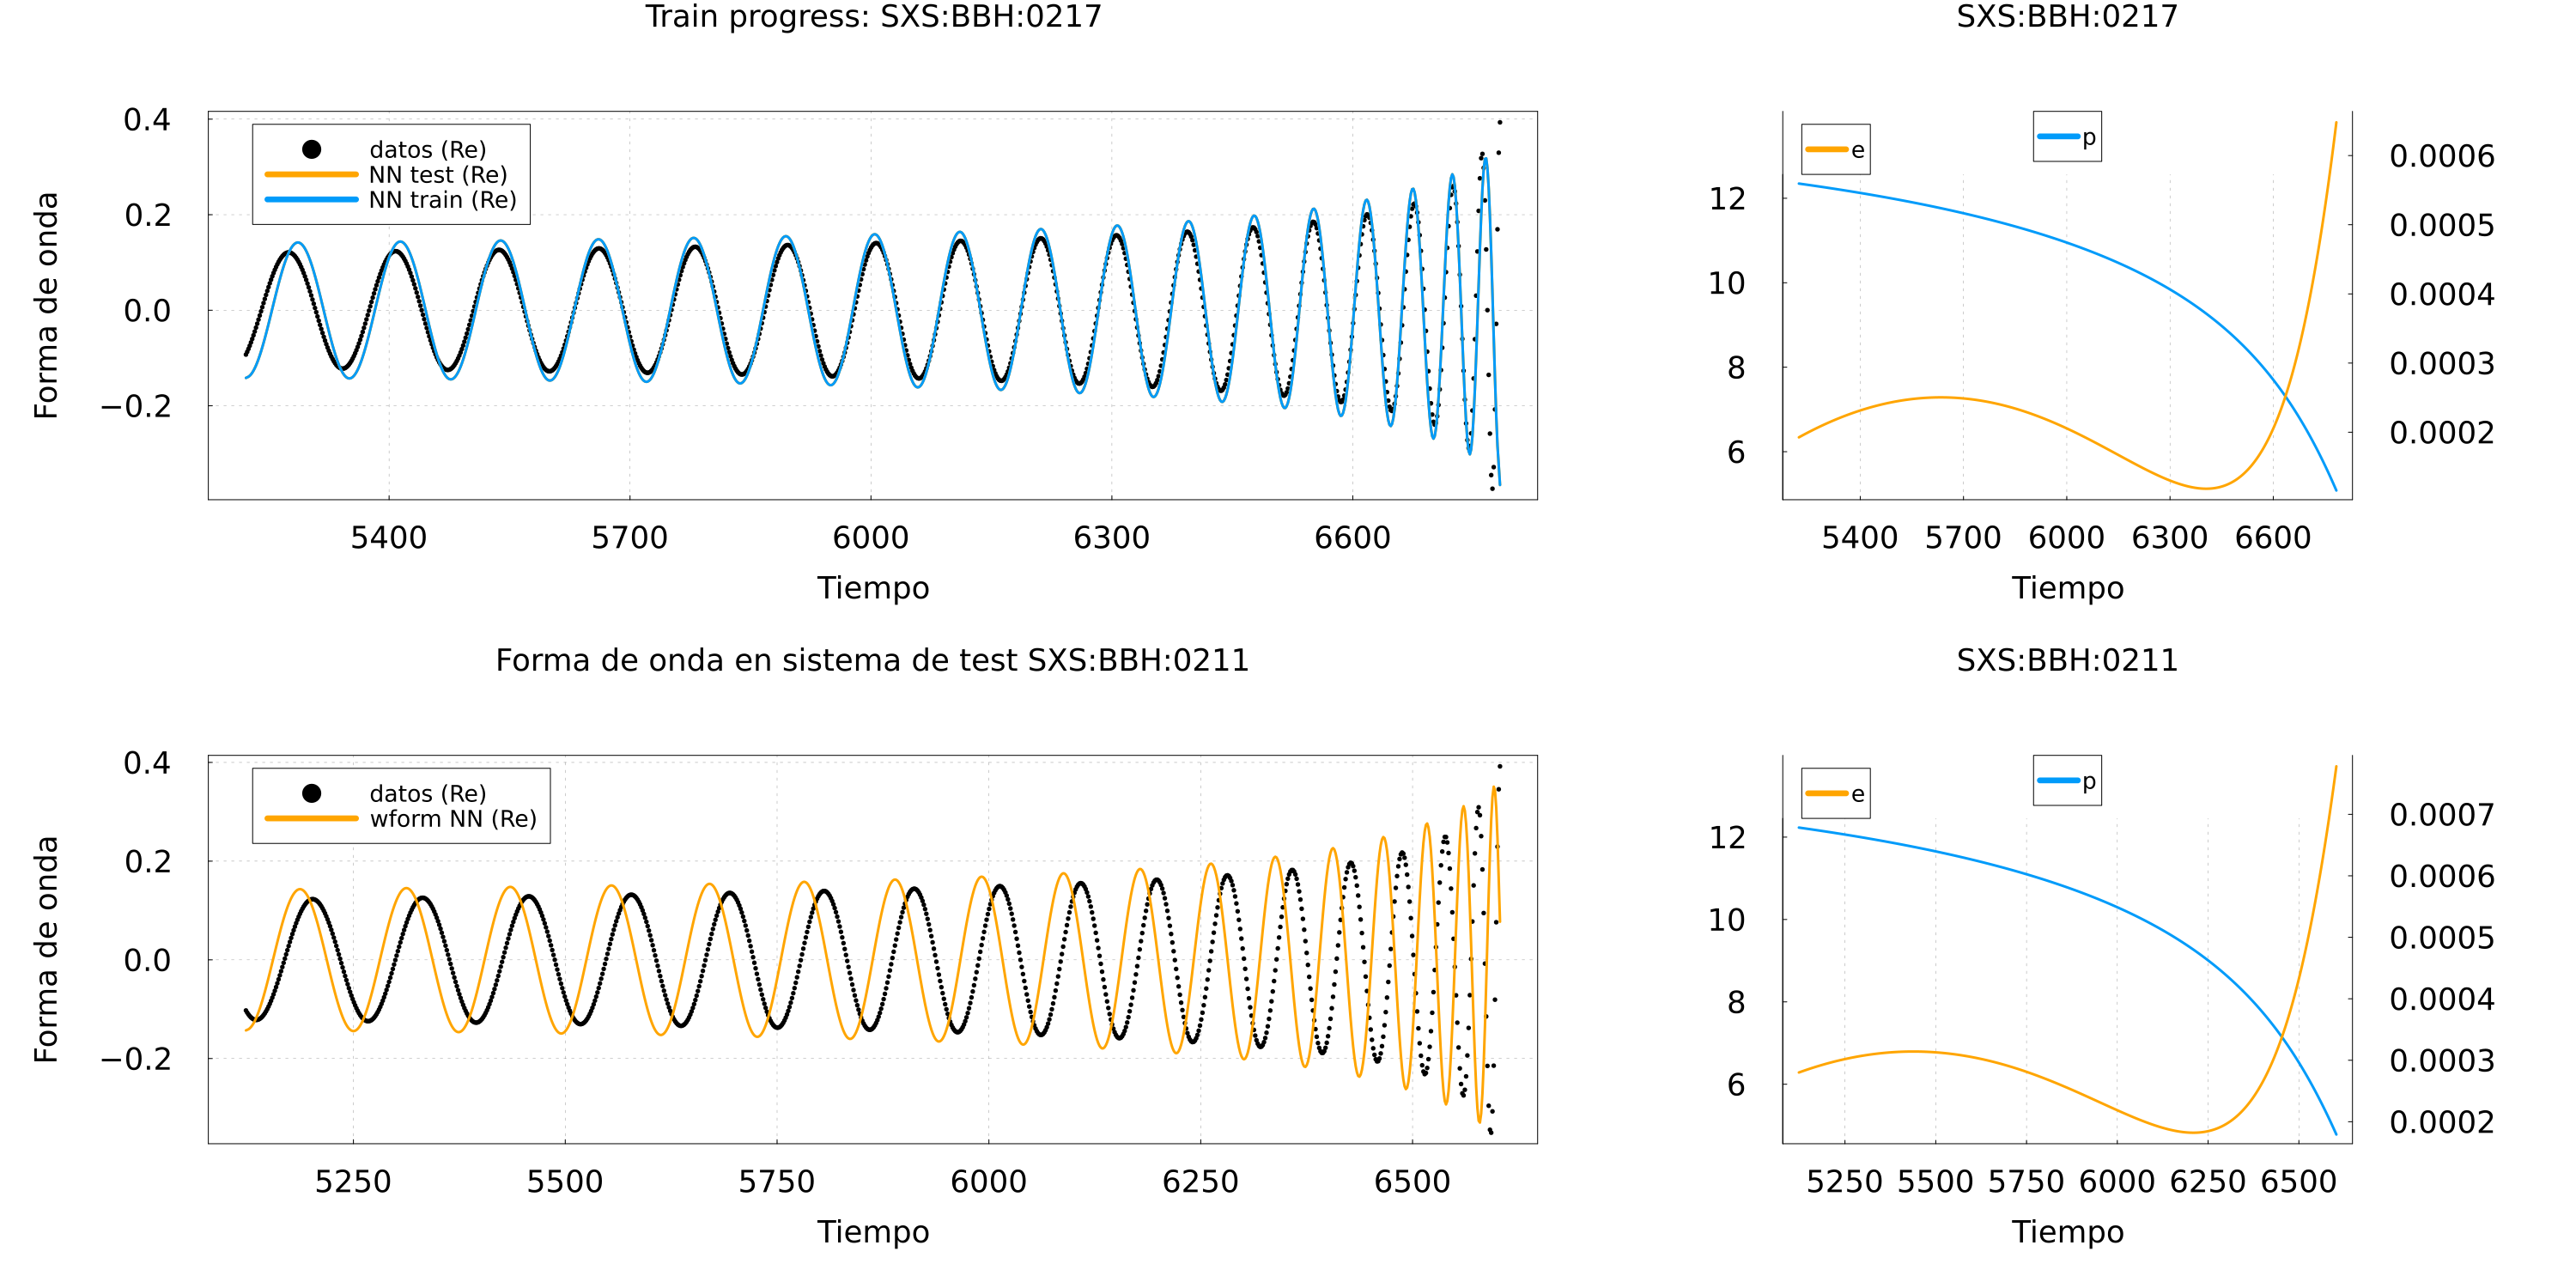 Train progress: SXS:BBH:0217
datos (Re)
NN test (Re)
NN train (Re)
0.4
0.2
0.0
−0.2
Forma de onda
5400 5700 6000 6300 6600
Tiempo
SXS:BBH:0217
e
p
12
10
8
6
0.0006
0.0005
0.0004
0.0003
0.0002
5400 5700 6000 6300 6600
Tiempo
Forma de onda en sistema de test SXS:BBH:0211
datos (Re)
wform NN (Re)
0.4
0.2
0.0
−0.2
Forma de onda
5250 5500 5750 6000 6250 6500
Tiempo
SXS:BBH:0211
e
p
12
10
8
6
0.0007
0.0006
0.0005
0.0004
0.0003
0.0002
5250 5500 5750 6000 6250 6500
Tiempo